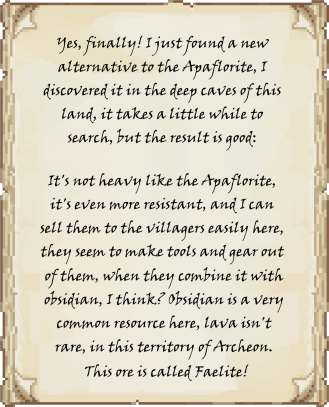 Yes, finally! I just found a new
alternative to the Apaflorite, I
discovered it in the deep caves of this
land, it takes a little while to
search, but the result is good:

It's not heavy like the Apaflorite,
it's even more resistant, and I can
sell them to the villagers easily here,
they seem to make tools and gear out
of them, when they combine it with
obsidian, I think? Obsidian is a very
common resource here, lava isn't
rare, in this territory of Archeon.
This ore is called Faelite!